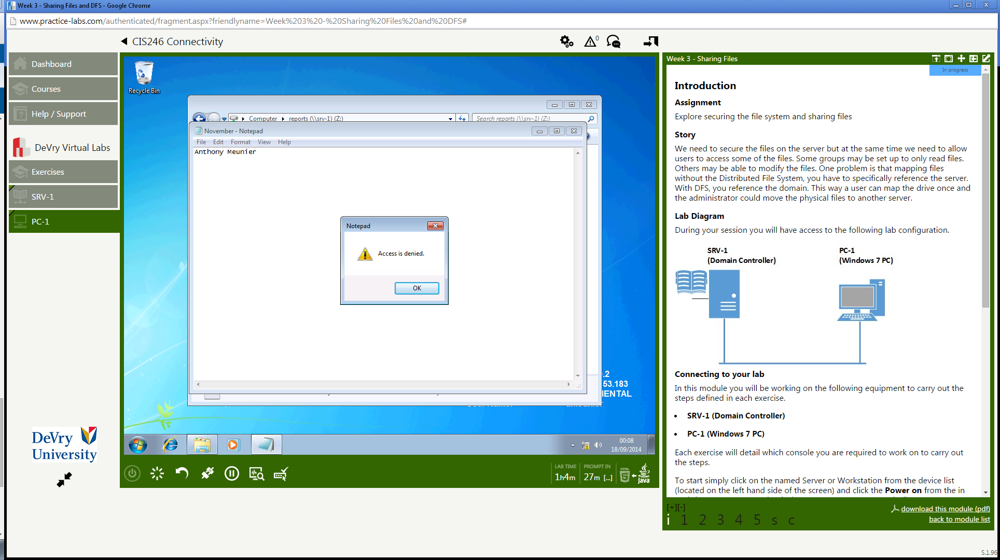 Week 3 - Sharing Files and DFS - Google Chrome
www.practice-labs.com/authenticated/fragment.aspx?friendlyname=Week%203%20-%20Sharing%20Files%20and%20DFS#
CIS246 Connectivity
0
Dashboard
Courses
Help / Support
DeVry Virtual Labs
Exercises
SRV-1
PC-1
DeVry
University
Recycle Bin
Computer
reports (\\srv-1) (Z:)
Search reports (\\srv-1) (Z:)
November - Notepad
File Edit Format View Help
Anthony Meunier
Notepad
Access is denied.
OK
.2
53.183
IENTAL
00:08
18/09/2014
LAB TIME
1h4m
PROMPT IN
27m [...]
HTML
5
Java
Week 3 - Sharing Files
In progress
Introduction
Assignment
Explore securing the file system and sharing files
Story
We need to secure the files on the server but at the same time we need to allow
users to access some of the files. Some groups may be set up to only read files.
Others may be able to modify the files. One problem is that mapping files
without the Distributed File System, you have to specifically reference the server.
With DFS, you reference the domain. This way a user can map the drive once and
the administrator could move the physical files to another server.
Lab Diagram
During your session you will have access to the following lab configuration.
SRV-1
(Domain Controller)
PC-1
(Windows 7 PC)
Connecting to your lab
In this module you will be working on the following equipment to carry out the
steps defined in each exercise.
• SRV-1 (Domain Controller)
• PC-1 (Windows 7 PC)
Each exercise will detail which console you are required to work on to carry out
the steps.
To start simply click on the named Server or Workstation from the device list
(located on the left hand side of the screen) and click the Power on from the in
[+][-]
i 1 2 3 4 5 s c
download this module (pdf)
back to module list
S.1.96